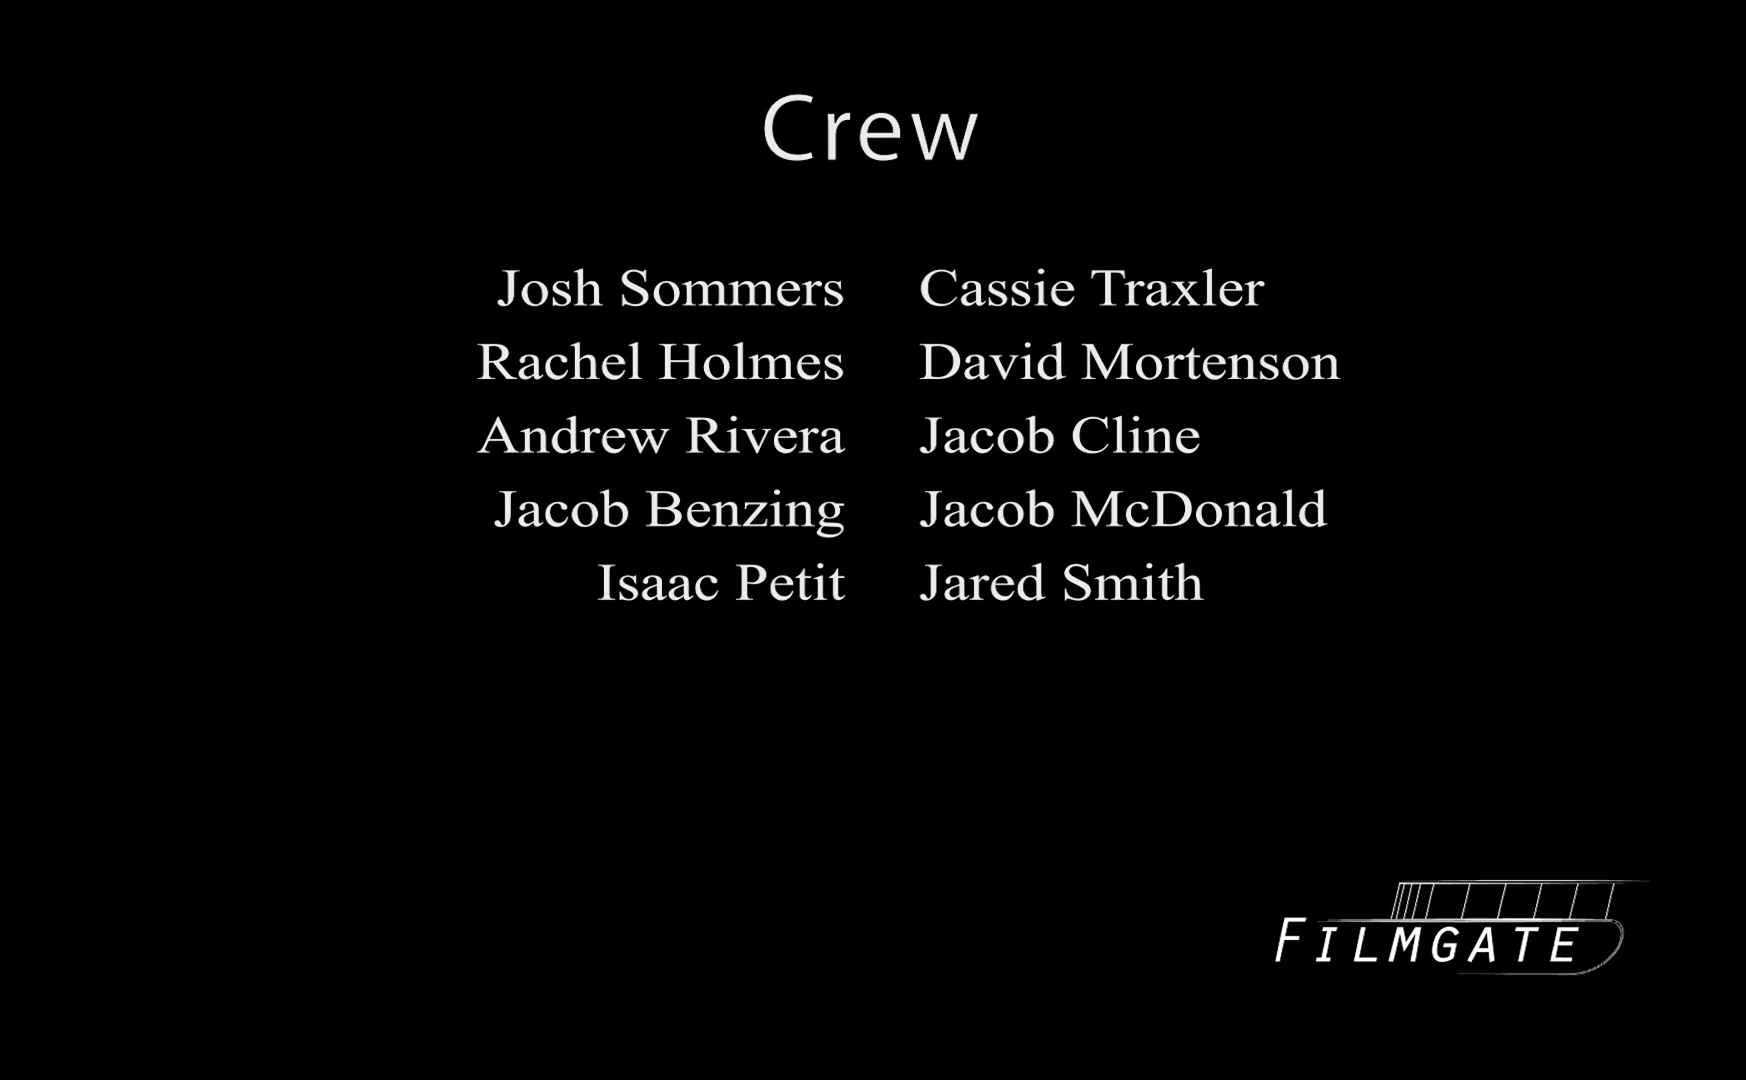 Crew
Josh Sommers Cassie Traxler
Rachel Holmes David Mortenson
Andrew Rivera Jacob Cline
Jacob Benzing Jacob McDonald
Isaac Petit Jared Smith
FILMGATE